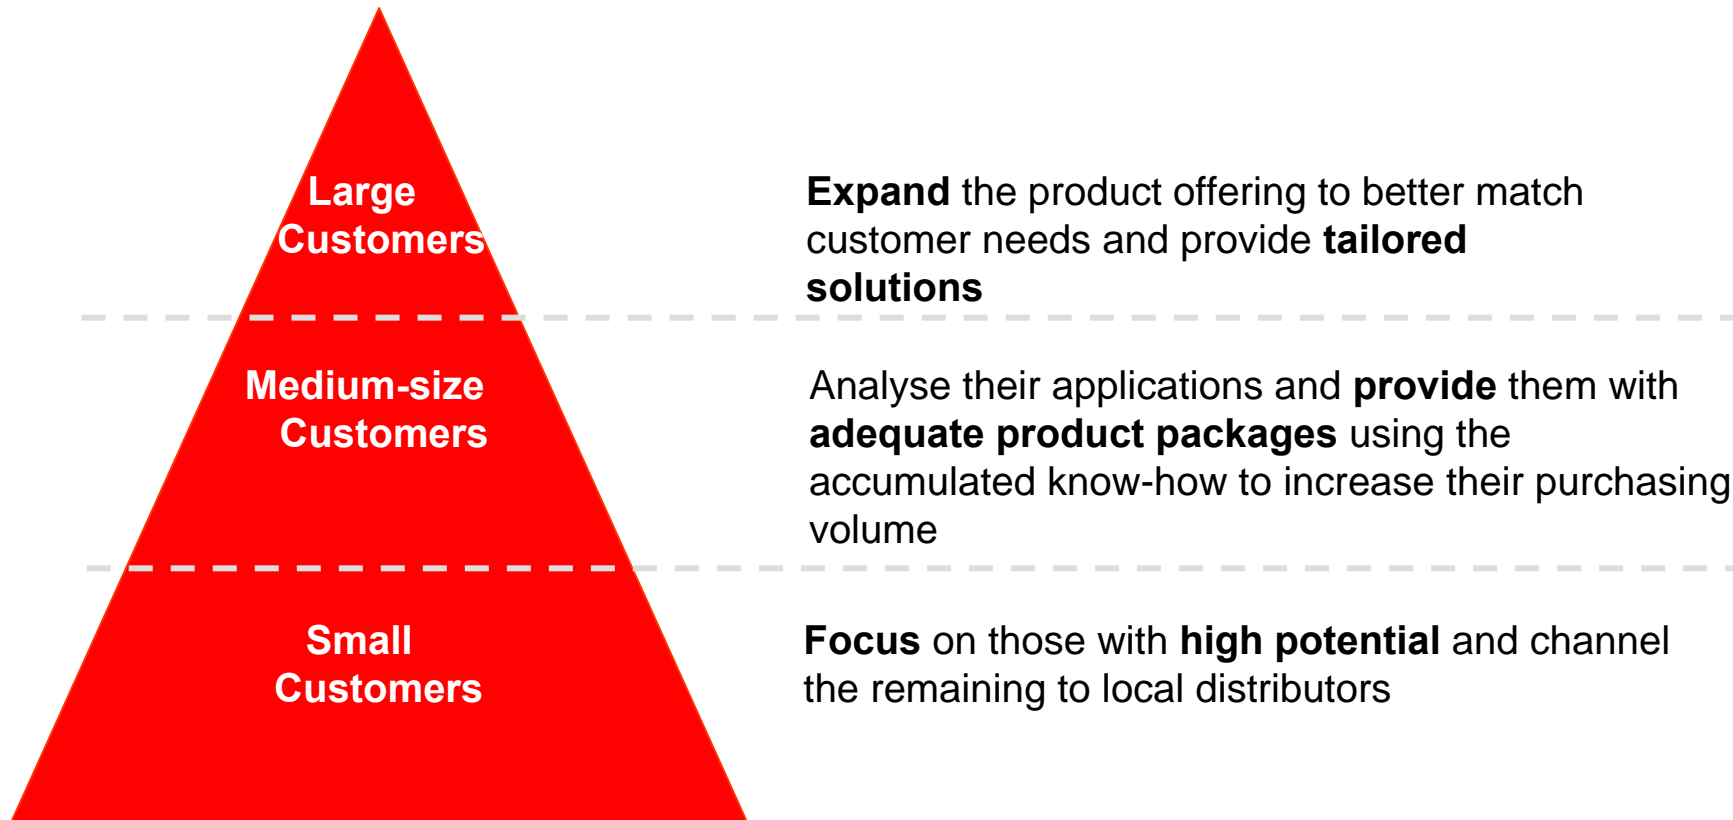 Large
Customers
Expand the product offering to better match
customer needs and provide tailored
solutions
Medium-size
Customers
Analyse their applications and provide them with
adequate product packages using the
accumulated know-how to increase their purchasing
volume
Small
Customers
Focus on those with high potential and channel
the remaining to local distributors